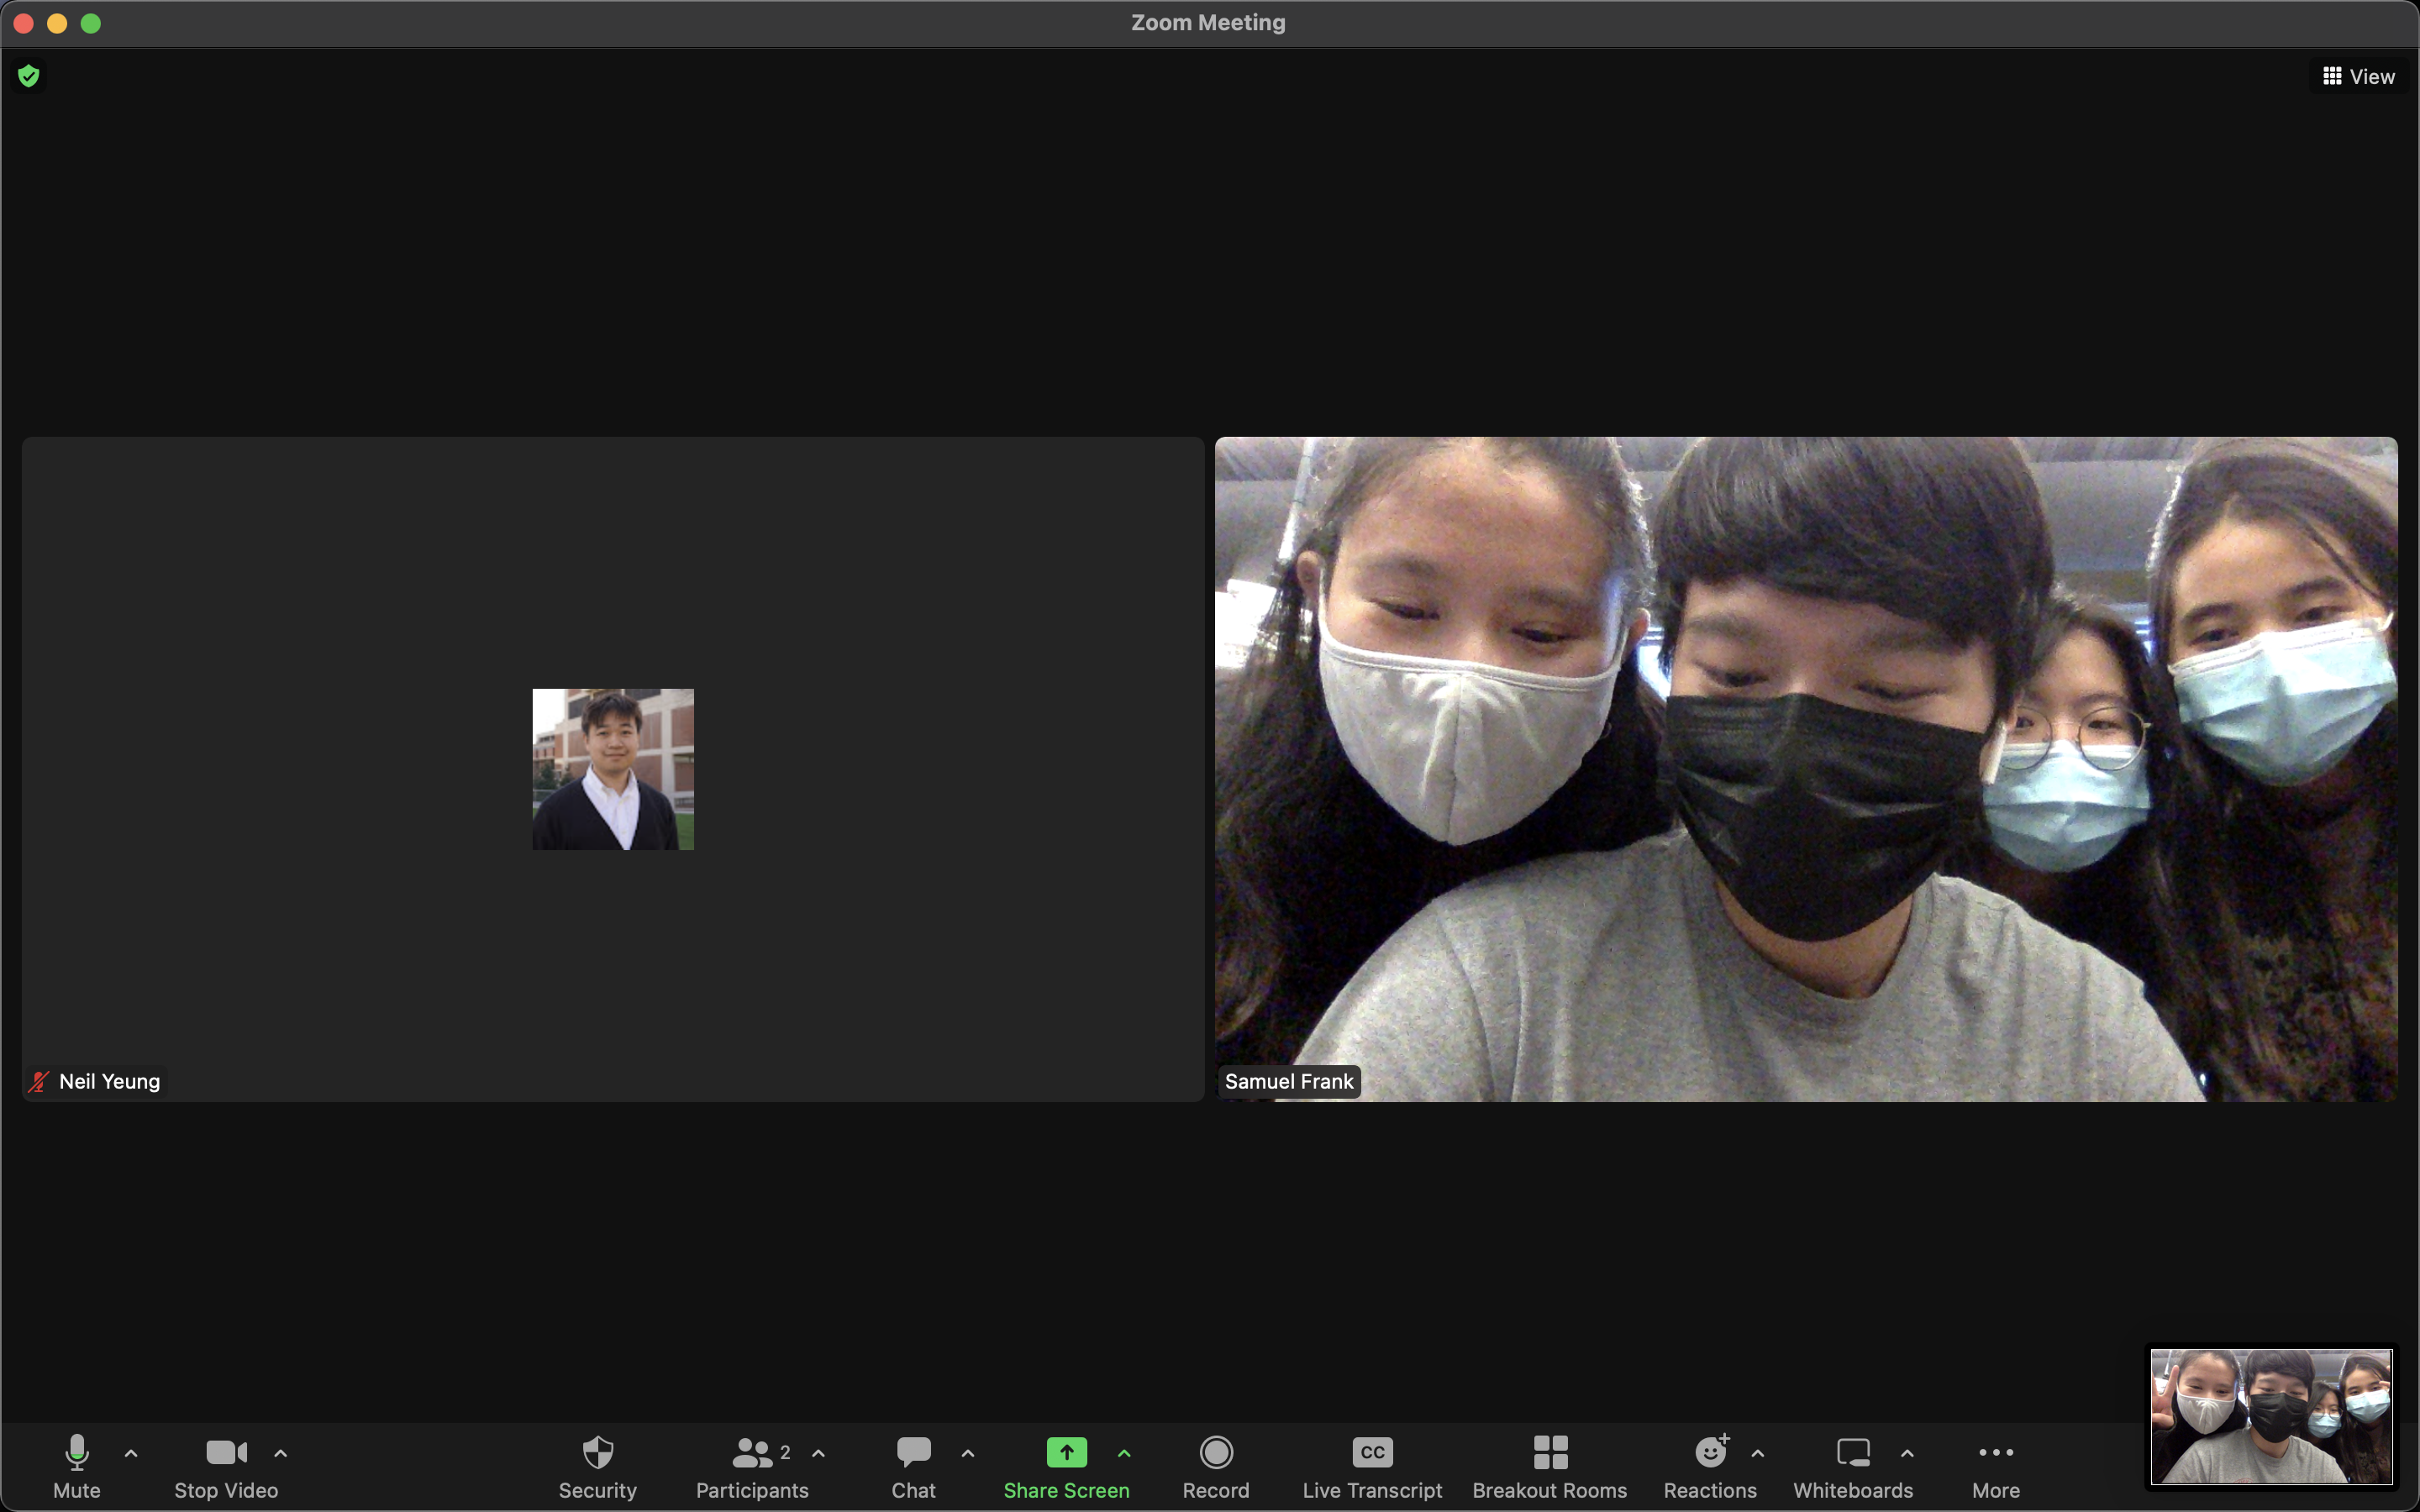 Zoom Meeting
View
Neil Yeung
Samuel Frank
Mute
Stop Video
Security
2
Participants
Chat
Share Screen
Record
CC
Live Transcript
Breakout Rooms
Reactions
Whiteboards
More